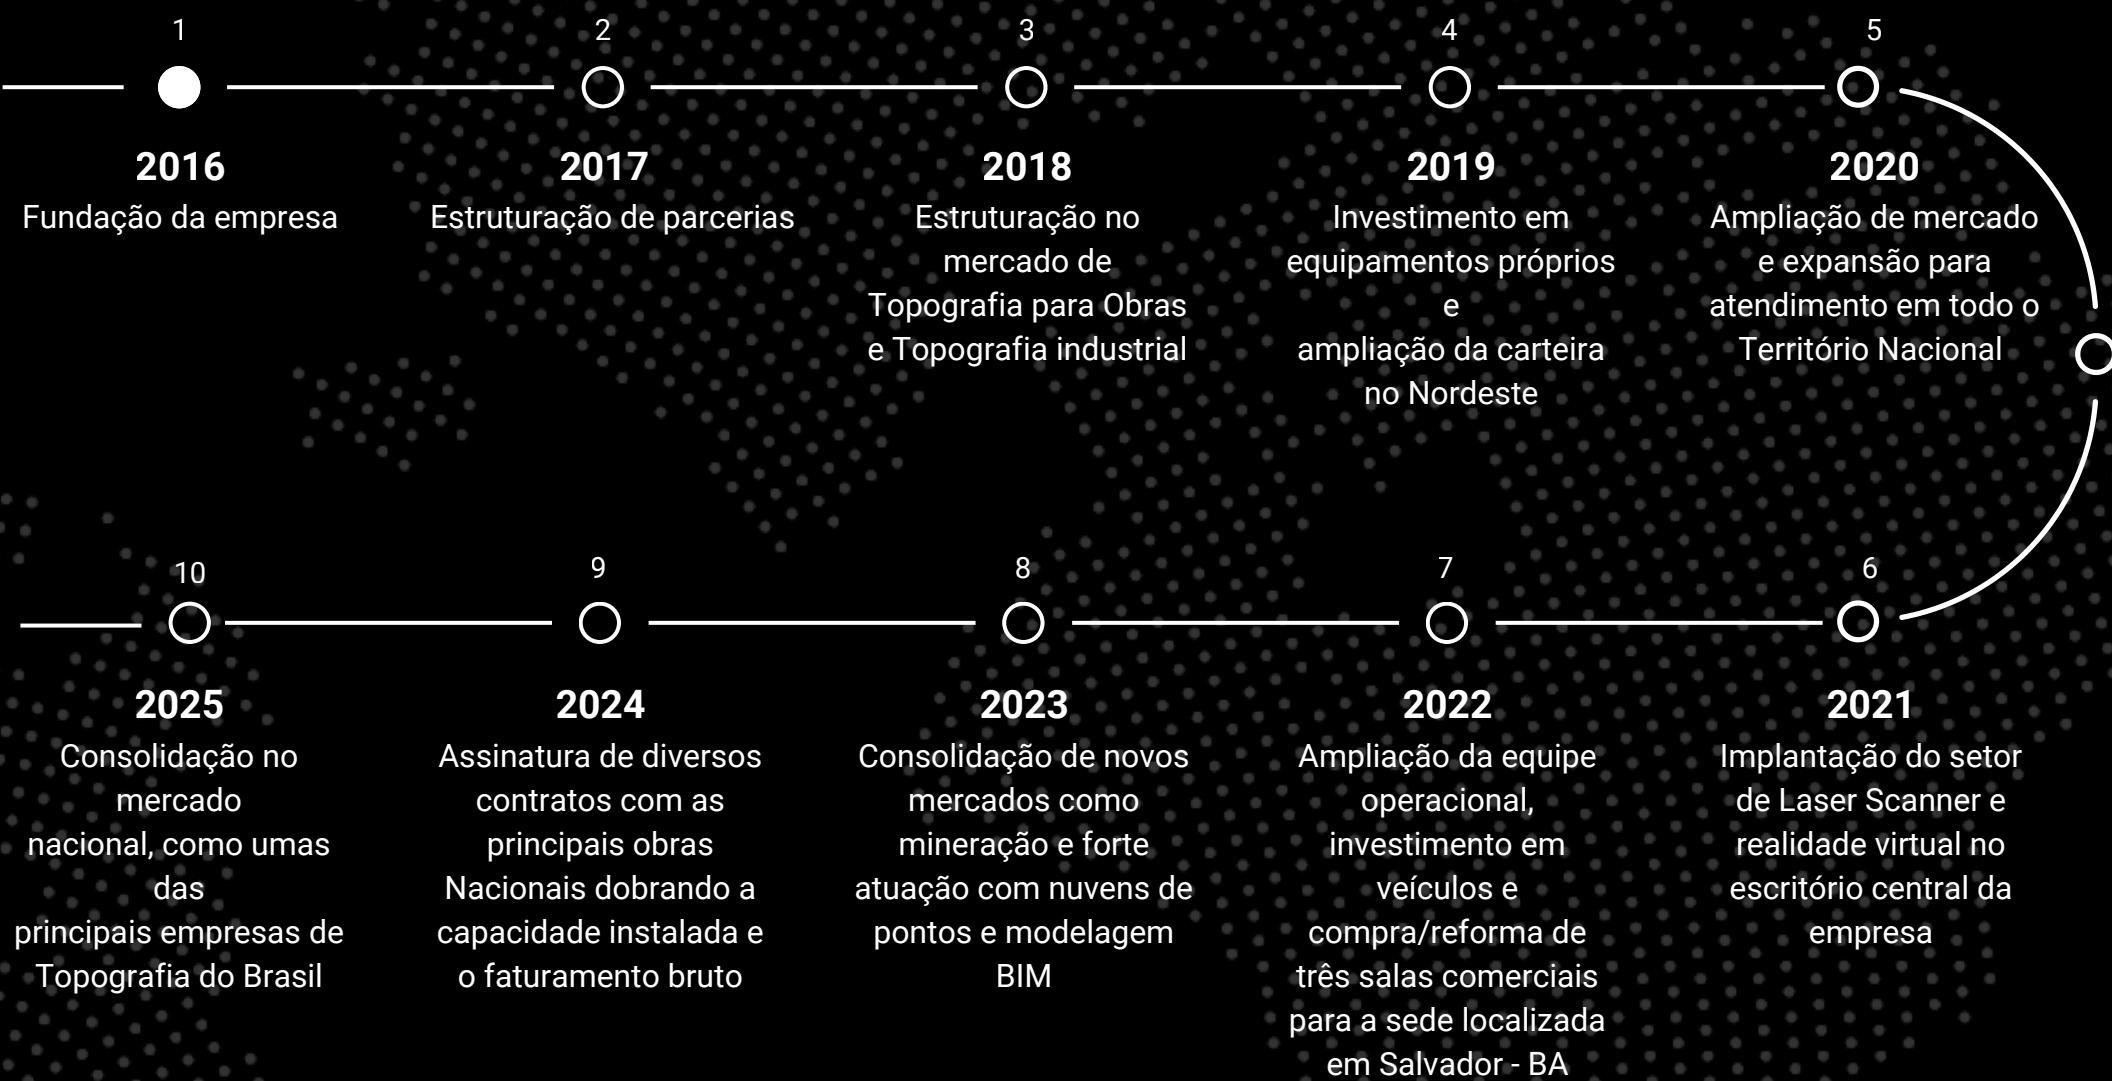 1
2016
Fundação da empresa
2
2017
Estruturação de parcerias
3
2018
Estruturação no
mercado de
Topografia para Obras
e Topografia industrial
4
2019
Investimento em
equipamentos próprios
e
ampliação da carteira
no Nordeste
5
2020
Ampliação de mercado
e expansão para
atendimento em todo o
Território Nacional
6
2021
Implantação do setor
de Laser Scanner e
realidade virtual no
escritório central da
empresa
7
2022
Ampliação da equipe
operacional,
investimento em
veículos e
compra/reforma de
três salas comerciais
para a sede localizada
em Salvador - BA
8
2023
Consolidação de novos
mercados como
mineração e forte
atuação com nuvens de
pontos e modelagem
BIM
9
2024
Assinatura de diversos
contratos com as
principais obras
Nacionais dobrando a
capacidade instalada e
o faturamento bruto
10
2025
Consolidação no
mercado
nacional, como umas
das
principais empresas de
Topografia do Brasil